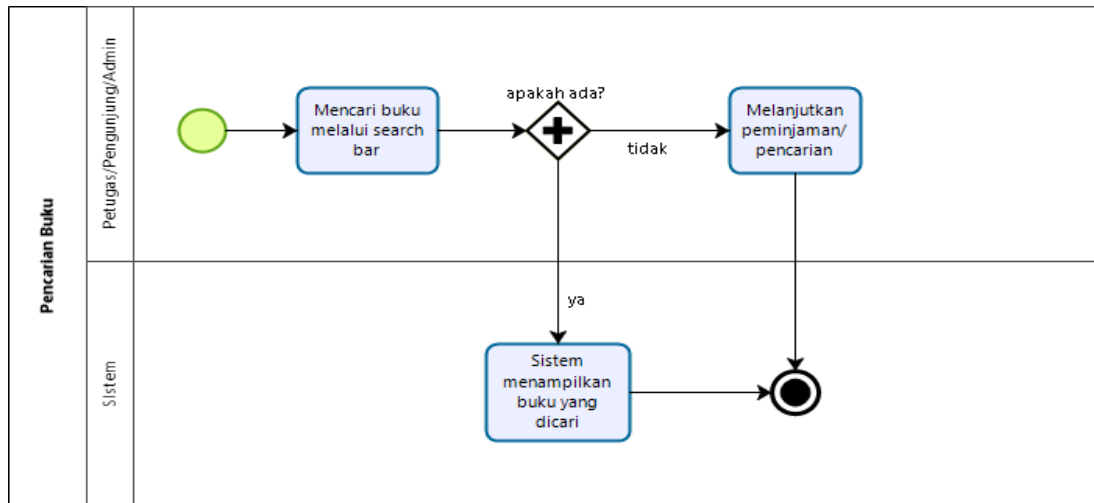 Pencarian Buku
Petugas/Pengunjung/Admin
Mencari buku
melalui search
bar
apakah ada?
tidak
Melanjutkan
peminjaman/
pencarian
SIstem
ya
Sistem
menampilkan
buku yang
dicari